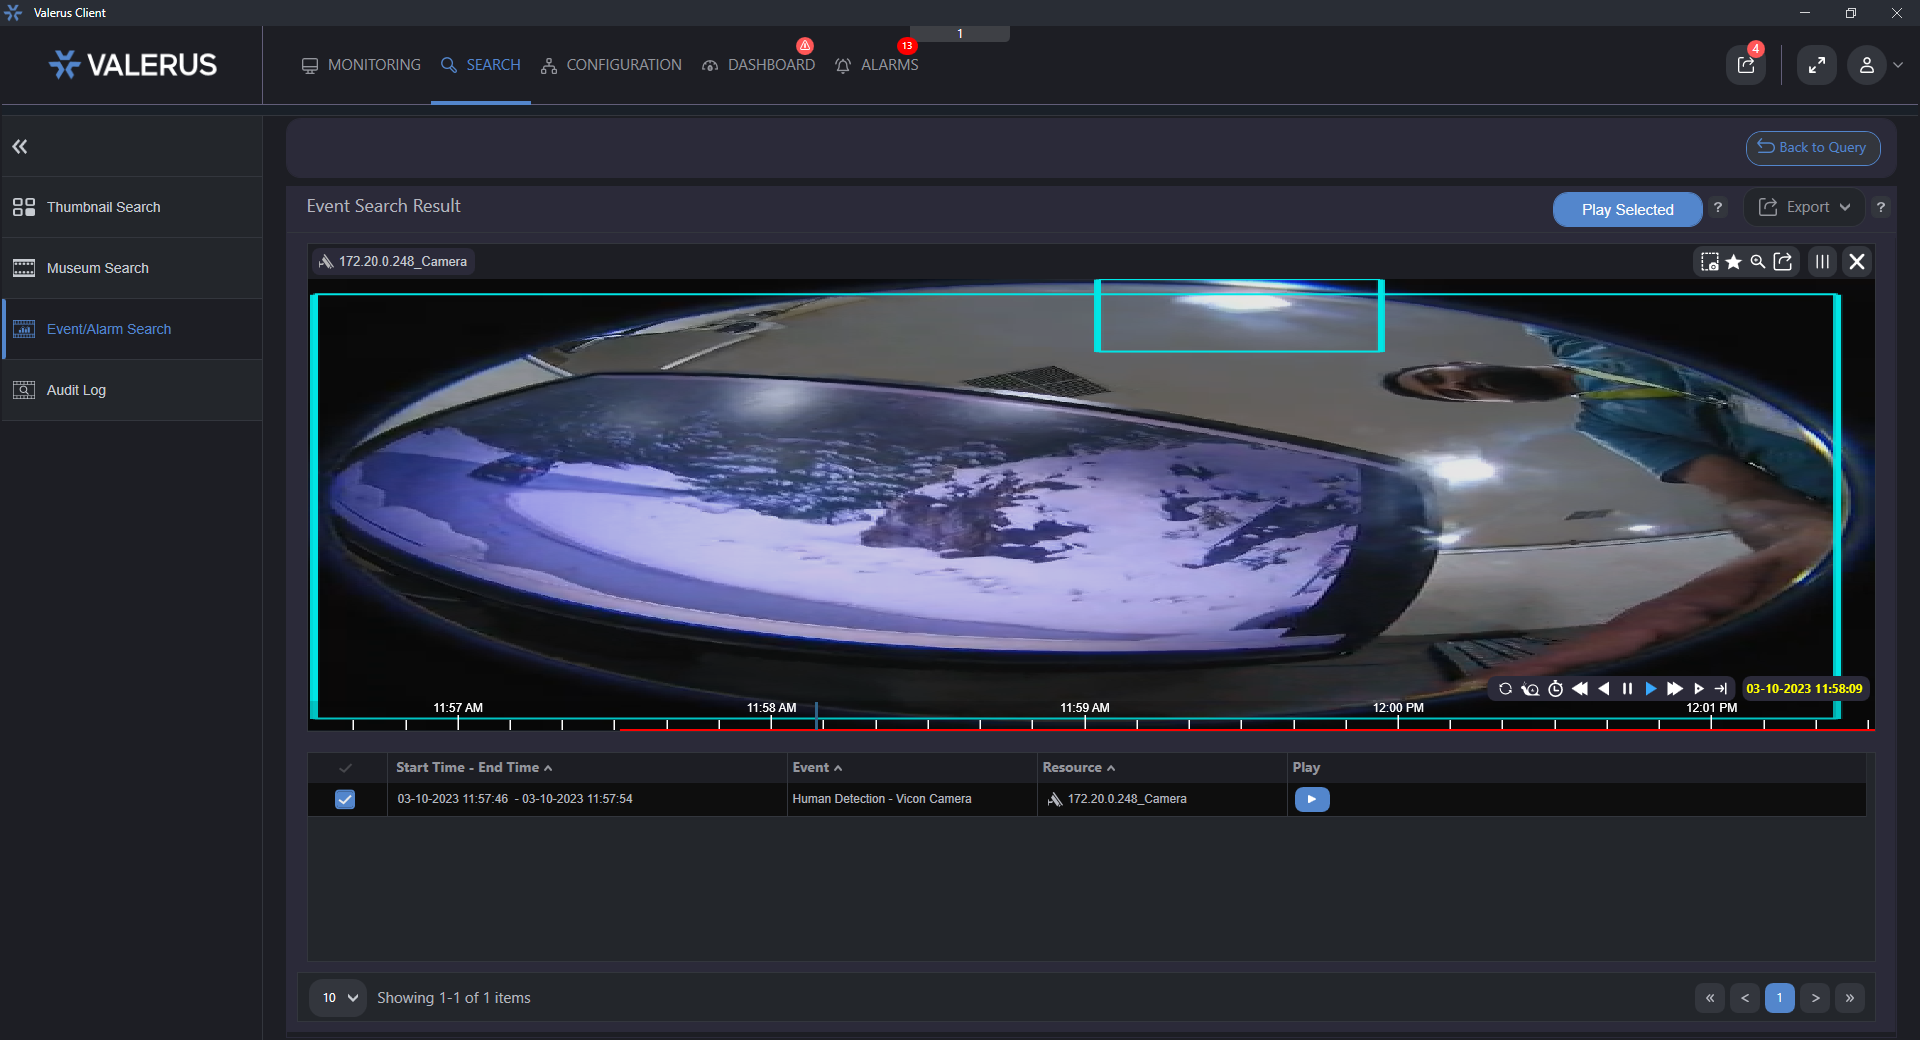 Valerus Client
1
VALERUS
MONITORING
SEARCH
CONFIGURATION
DASHBOARD
13
ALARMS
4
Thumbnail Search
Museum Search
Event/Alarm Search
Audit Log
Back to Query
Event Search Result
Play Selected
?
Export
?
172.20.0.248_Camera
03-10-2023 11:58:09
11:57 AM
11:58 AM
11:59 AM
12:00 PM
12:01 PM
Start Time - End Time
Event
Resource
Play
03-10-2023 11:57:46 - 03-10-2023 11:57:54
Human Detection - Vicon Camera
172.20.0.248_Camera
10
Showing 1-1 of 1 items
« < 1 > »